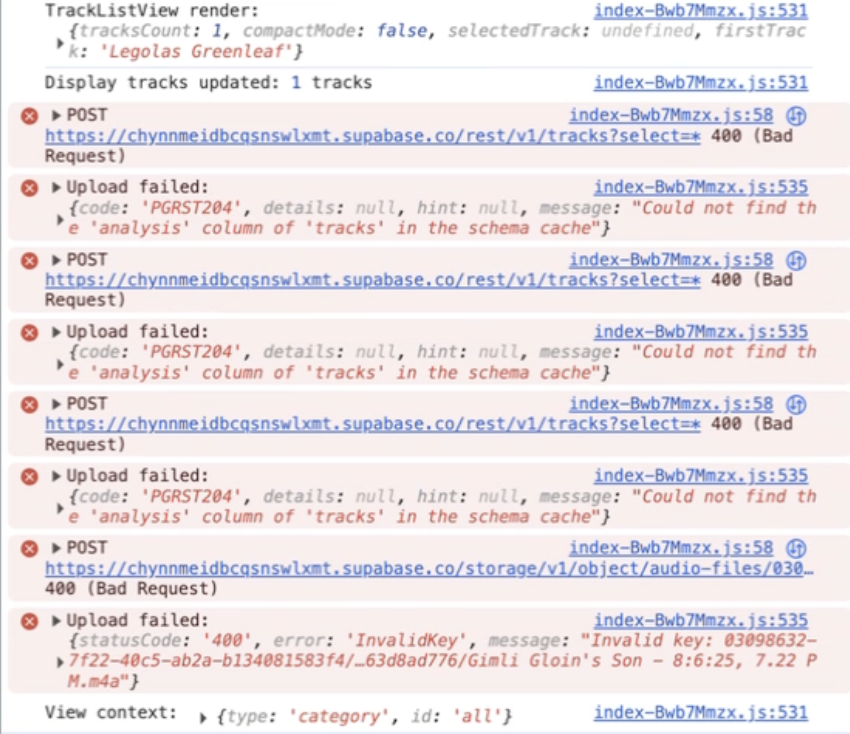 TrackListView render: index-Bwb7Mmzx.js:531
{tracksCount: 1, compactMode: false, selectedTrack: undefined, firstTrac
k: 'Legolas Greenleaf'}
Display tracks updated: 1 tracks index-Bwb7Mmzx.js:531
POST index-Bwb7Mmzx.js:58
https://chynnmeidbcqsnswlxmt.supabase.co/rest/v1/tracks?select=* 400 (Bad
Request)
Upload failed: index-Bwb7Mmzx.js:535
{code: 'PGRST204', details: null, hint: null, message: "Could not find th
e 'analysis' column of 'tracks' in the schema cache"}
POST index-Bwb7Mmzx.js:58
https://chynnmeidbcqsnswlxmt.supabase.co/rest/v1/tracks?select=* 400 (Bad
Request)
Upload failed: index-Bwb7Mmzx.js:535
{code: 'PGRST204', details: null, hint: null, message: "Could not find th
e 'analysis' column of 'tracks' in the schema cache"}
POST index-Bwb7Mmzx.js:58
https://chynnmeidbcqsnswlxmt.supabase.co/rest/v1/tracks?select=* 400 (Bad
Request)
Upload failed: index-Bwb7Mmzx.js:535
{code: 'PGRST204', details: null, hint: null, message: "Could not find th
e 'analysis' column of 'tracks' in the schema cache"}
POST index-Bwb7Mmzx.js:58
https://chynnmeidbcqsnswlxmt.supabase.co/storage/v1/object/audio-files/030…
400 (Bad Request)
Upload failed: index-Bwb7Mmzx.js:535
{statusCode: '400', error: 'InvalidKey', message: "Invalid key: 03098632-
7f22-40c5-ab2a-b134081583f4/…63d8ad776/Gimli Gloin's Son - 8:6:25, 7.22 P
M.m4a"}
View context: {type: 'category', id: 'all'} index-Bwb7Mmzx.js:531